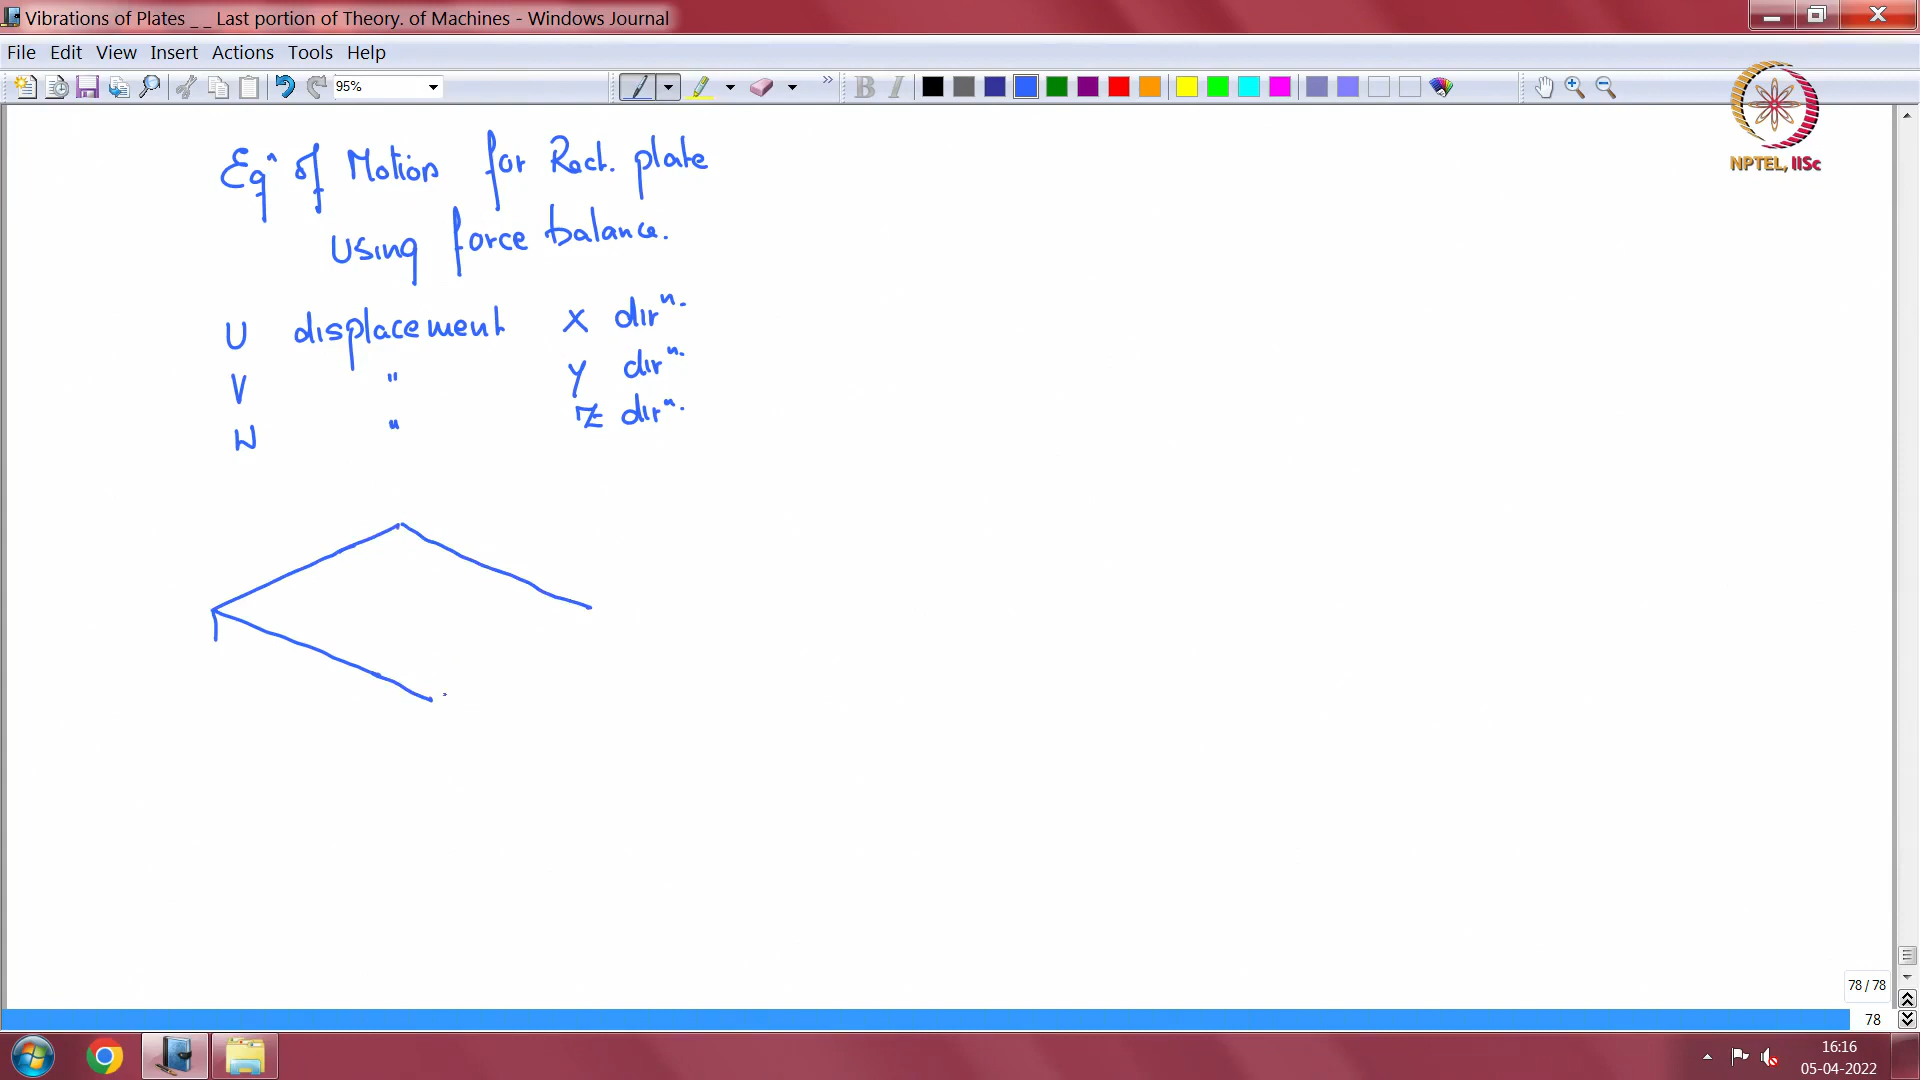 Vibrations of Plates _ _ Last portion of Theory. of Machines - Windows Journal
File Edit View Insert Actions Tools Help
95%
NPTEL, IISc
Eqⁿ of Motion for Rect. plate
Using force balance.
U displacement X dirⁿ.
V " y dirⁿ.
W " Z dirⁿ.
78 / 78
78
16:16
05-04-2022